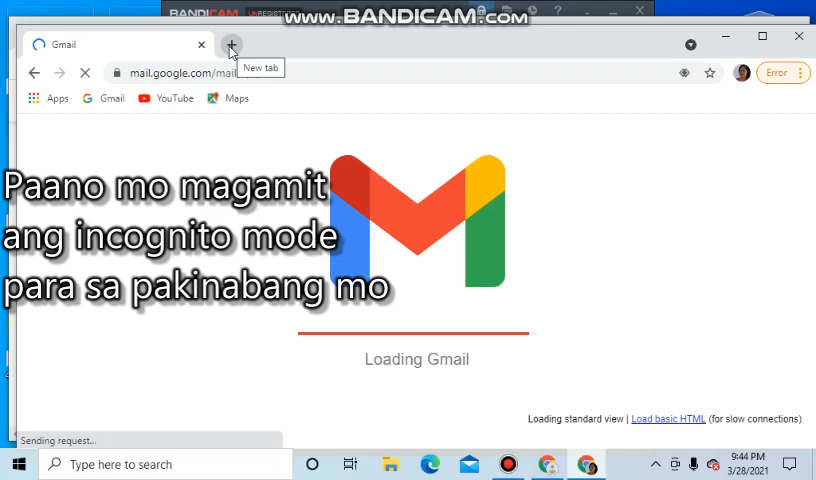 www.BANDICAM.com
BANDICAM UNREGISTERED
Gmail
New tab
mail.google.com/mail
Error
Apps
Gmail
YouTube
Maps
Paano mo magamit
ang incognito mode
para sa pakinabang mo
Loading Gmail
Loading standard view | Load basic HTML (for slow connections)
Sending request...
Type here to search
9:44 PM
3/28/2021